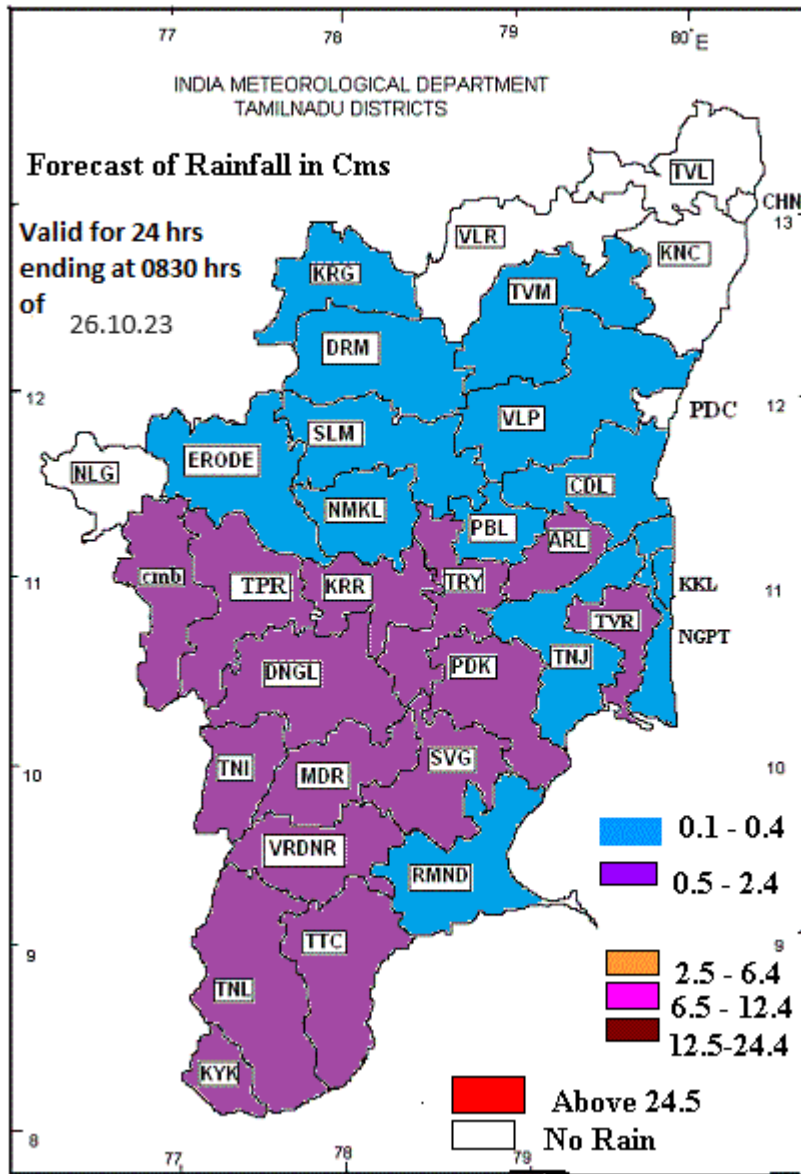 77 78 79 80° E
INDIA METEOROLOGICAL DEPARTMENT
TAMILNADU DISTRICTS
Forecast of Rainfall in Cms
TVL
CHN
13
Valid for 24 hrs
ending at 0830 hrs
of
26.10.23
VLR
KNC
KRG
TVM
DRM
12
12
PDC
VLP
SLM
ERODE
NLG
CDL
NMKL
PBL
ARL
11
cmb
TPR
KRR
TRY
KKL
11
TVR
NGPT
DNGL
PDK
TNJ
10
TNI
MDR
SVG
10
0.1 - 0.4
VRDNR
RMND
0.5 - 2.4
9
TTC
9
2.5 - 6.4
TNL
6.5 - 12.4
12.5-24.4
KYK
Above 24.5
8
No Rain
77 78 79